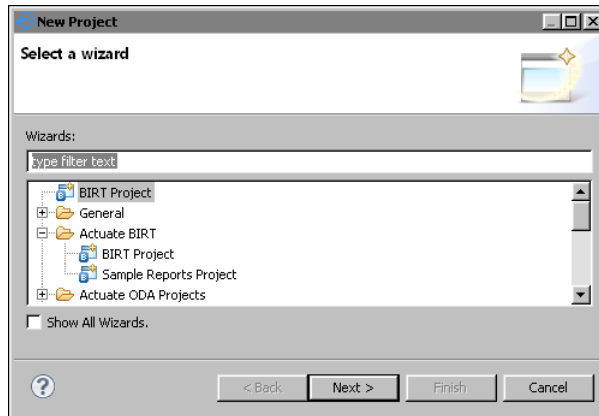 New Project
Select a wizard
Wizards:
type filter text
BIRT Project
General
Actuate BIRT
BIRT Project
Sample Reports Project
Actuate ODA Projects
Show All Wizards.
< Back Next > Finish Cancel